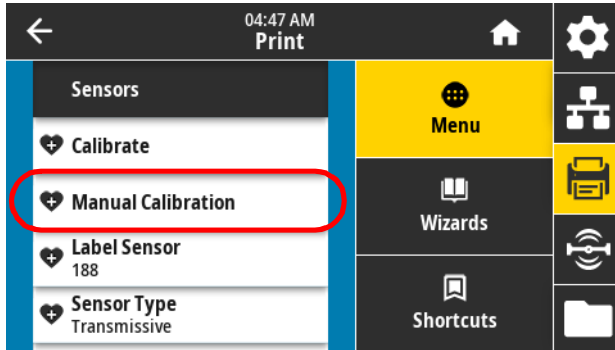 04:47 AM
Print
Sensors
Calibrate
Manual Calibration
Label Sensor
188
Sensor Type
Transmissive
Menu
Wizards
Shortcuts